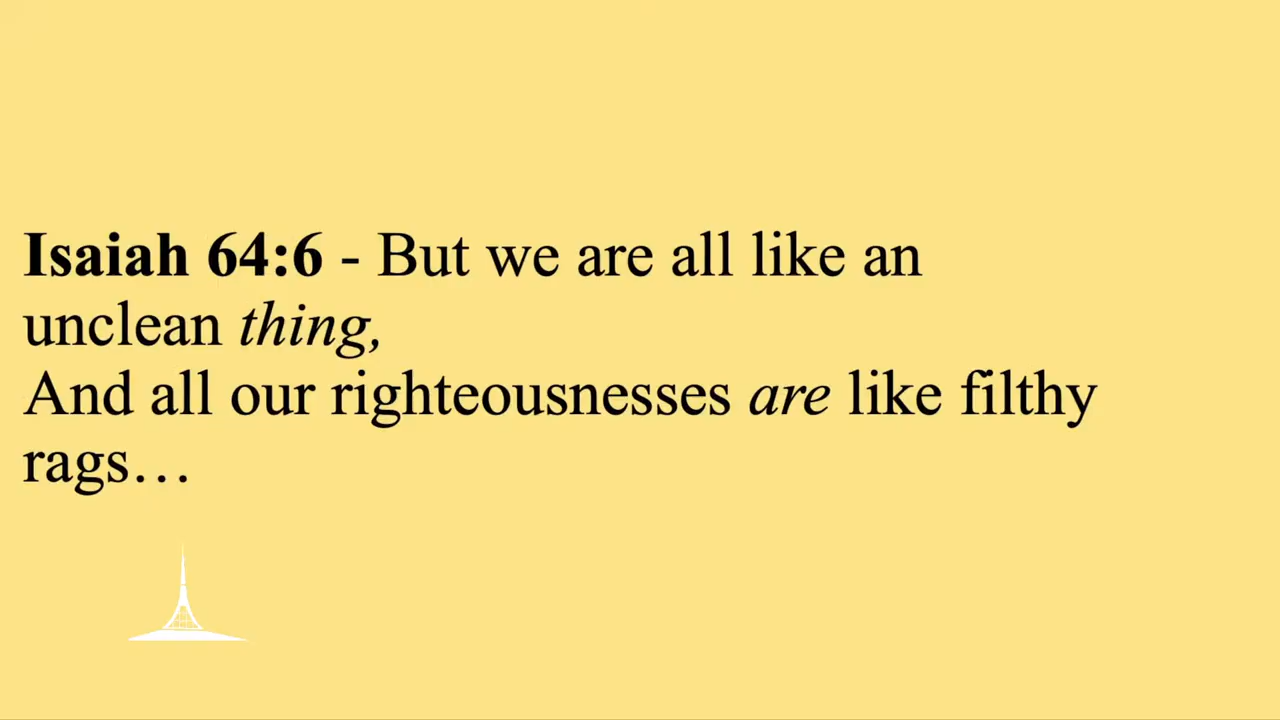 Isaiah 64:6 - But we are all like an
unclean thing,
And all our righteousnesses are like filthy
rags…